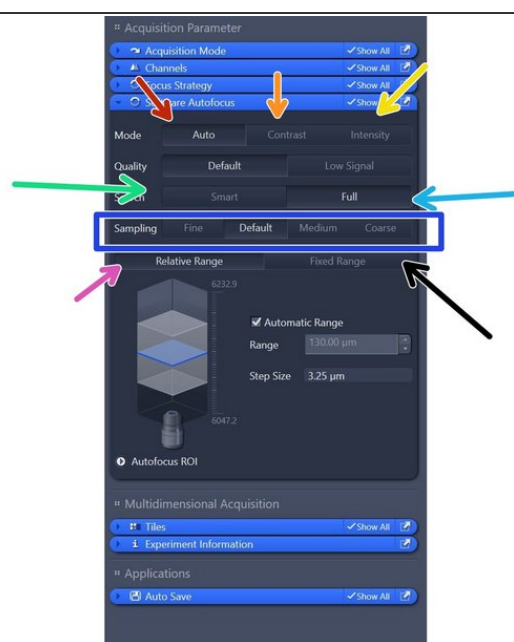 Acquisition Parameter
Acquisition Mode Show All
Channels Show All
Focus Strategy Show All
Autofocus Show
Mode Auto Contrast Intensity
Quality Default Low Signal
Smart Full
Sampling Fine Default Medium Coarse
Relative Range Fixed Range
6232.9
Automatic Range
Range 130.00 µm
Step Size 3.25 µm
6047.2
Autofocus ROI
Multidimensional Acquisition
Tiles Show All
Experiment Information
Applications
Auto Save Show All